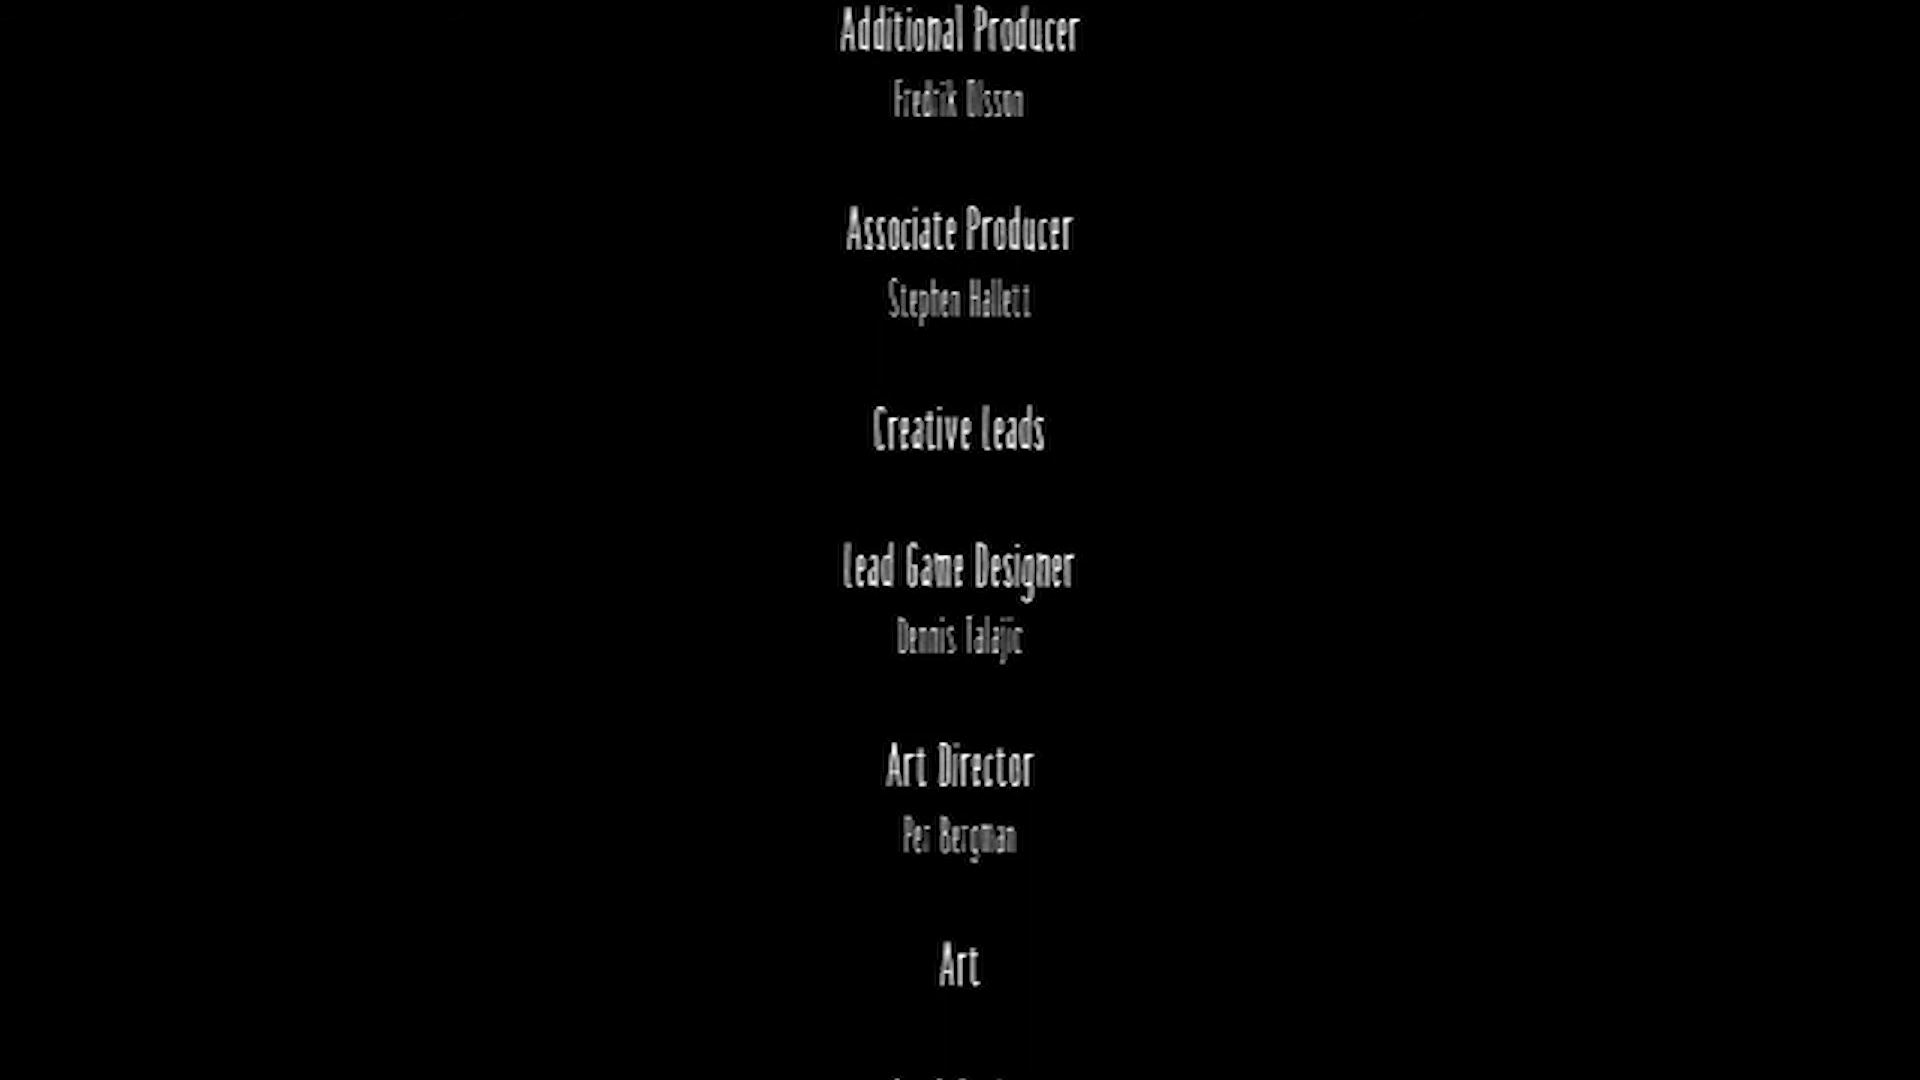 Additional Producer
Fredrik Olsson
Associate Producer
Stephen Hallett
Creative Leads
Lead Game Designer
Dennis Talajic
Art Director
Per Bergman
Art